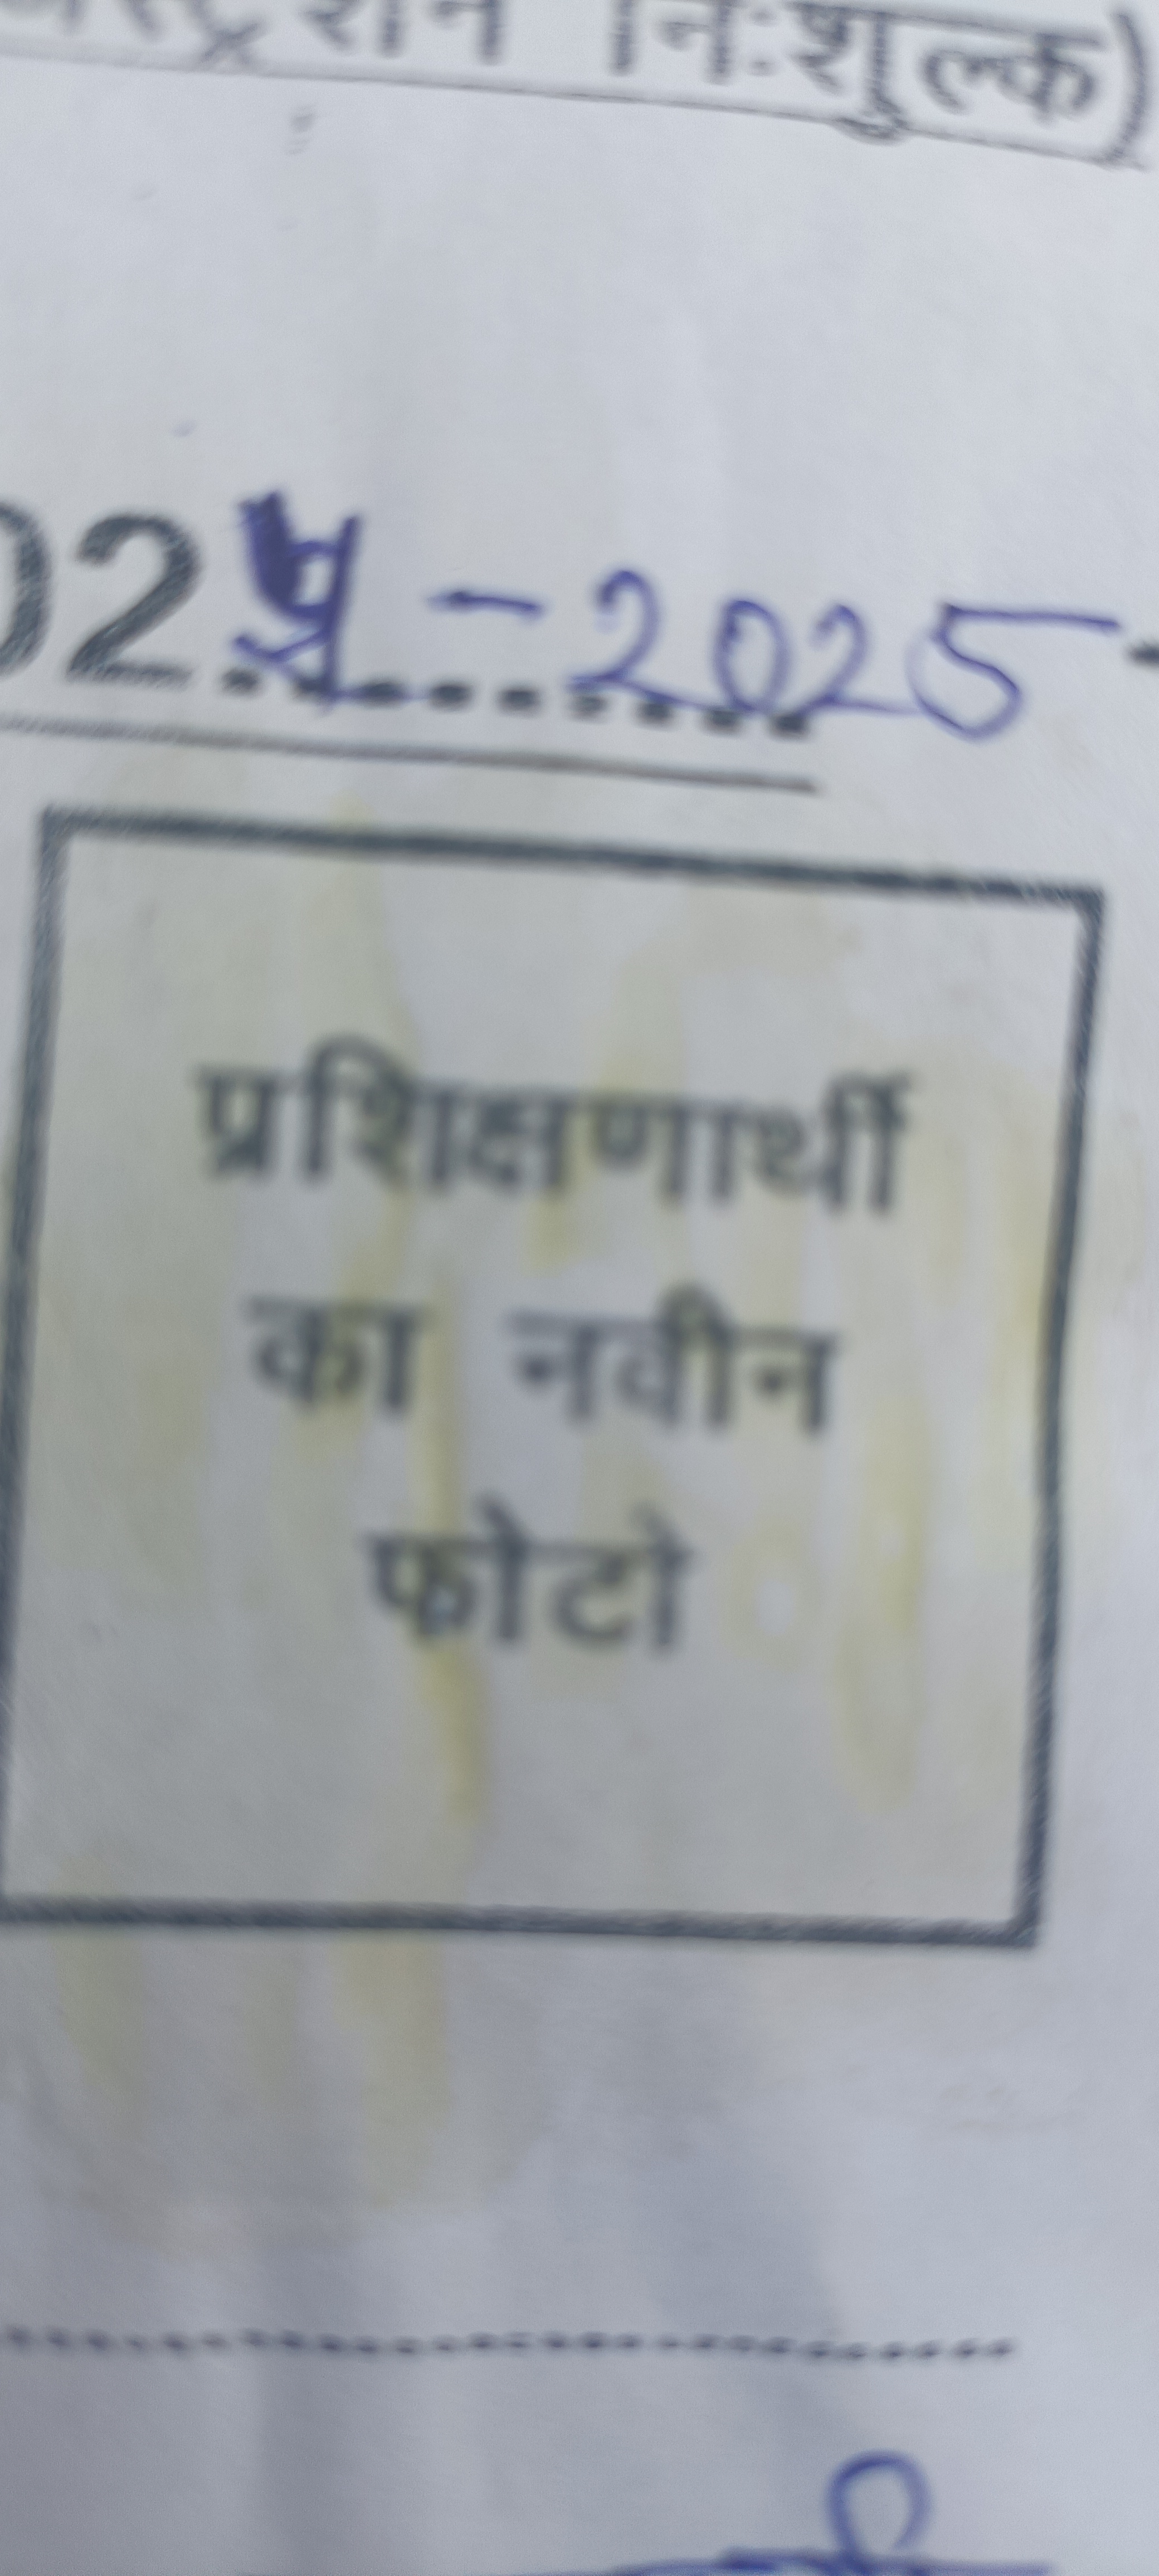 निःशुल्क)
2025
प्रशिक्षणार्थी
का नवीन
फोटो